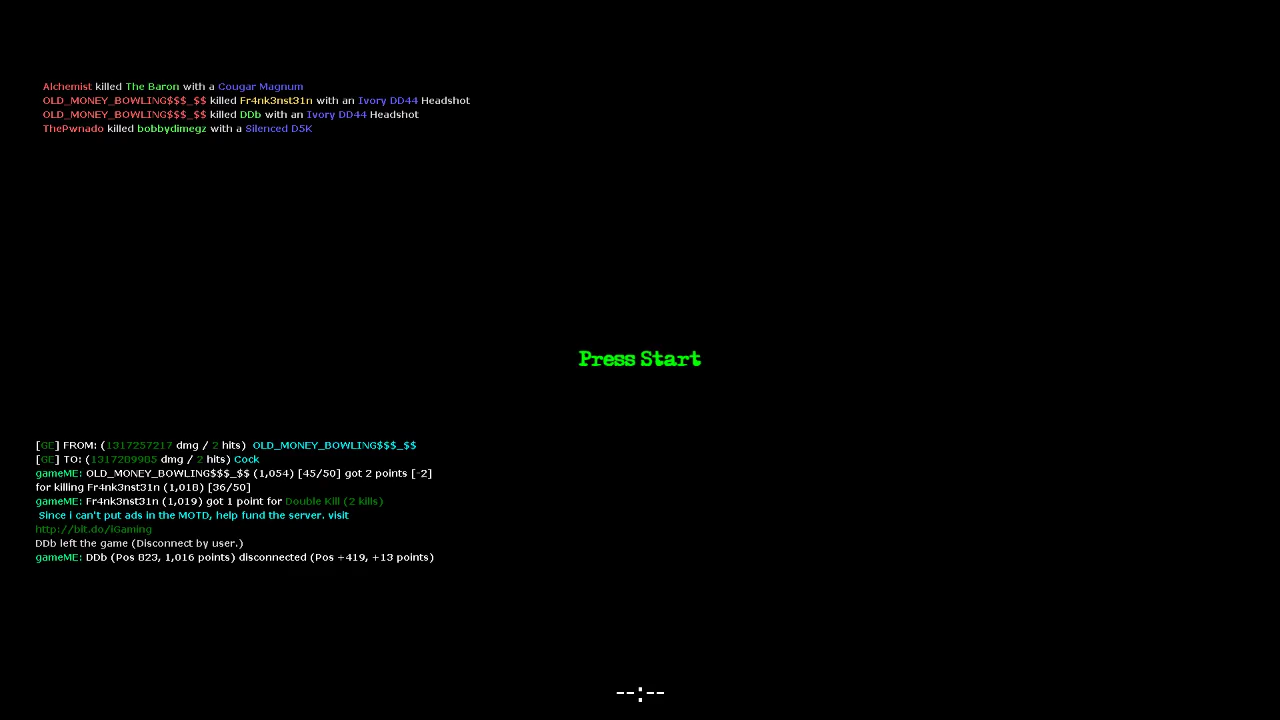 Alchemist killed The Baron with a Cougar Magnum
OLD_MONEY_BOWLING$$$_$$ killed Fr4nk3nst31n with an Ivory DD44 Headshot
OLD_MONEY_BOWLING$$$_$$ killed DDb with an Ivory DD44 Headshot
ThePwnado killed bobbydimegz with a Silenced D5K
Press Start
[GE] FROM: (1317257217 dmg / 2 hits) OLD_MONEY_BOWLING$$$_$$
[GE] TO: (1317289985 dmg / 2 hits) Cock
gameME: OLD_MONEY_BOWLING$$$_$$ (1,054) [45/50] got 2 points [-2]
for killing Fr4nk3nst31n (1,018) [36/50]
gameME: Fr4nk3nst31n (1,019) got 1 point for Double Kill (2 kills)
Since i can't put ads in the MOTD, help fund the server. visit
http://bit.do/iGaming
DDb left the game (Disconnect by user.)
gameME: DDb (Pos 823, 1,016 points) disconnected (Pos +419, +13 points)
--:--